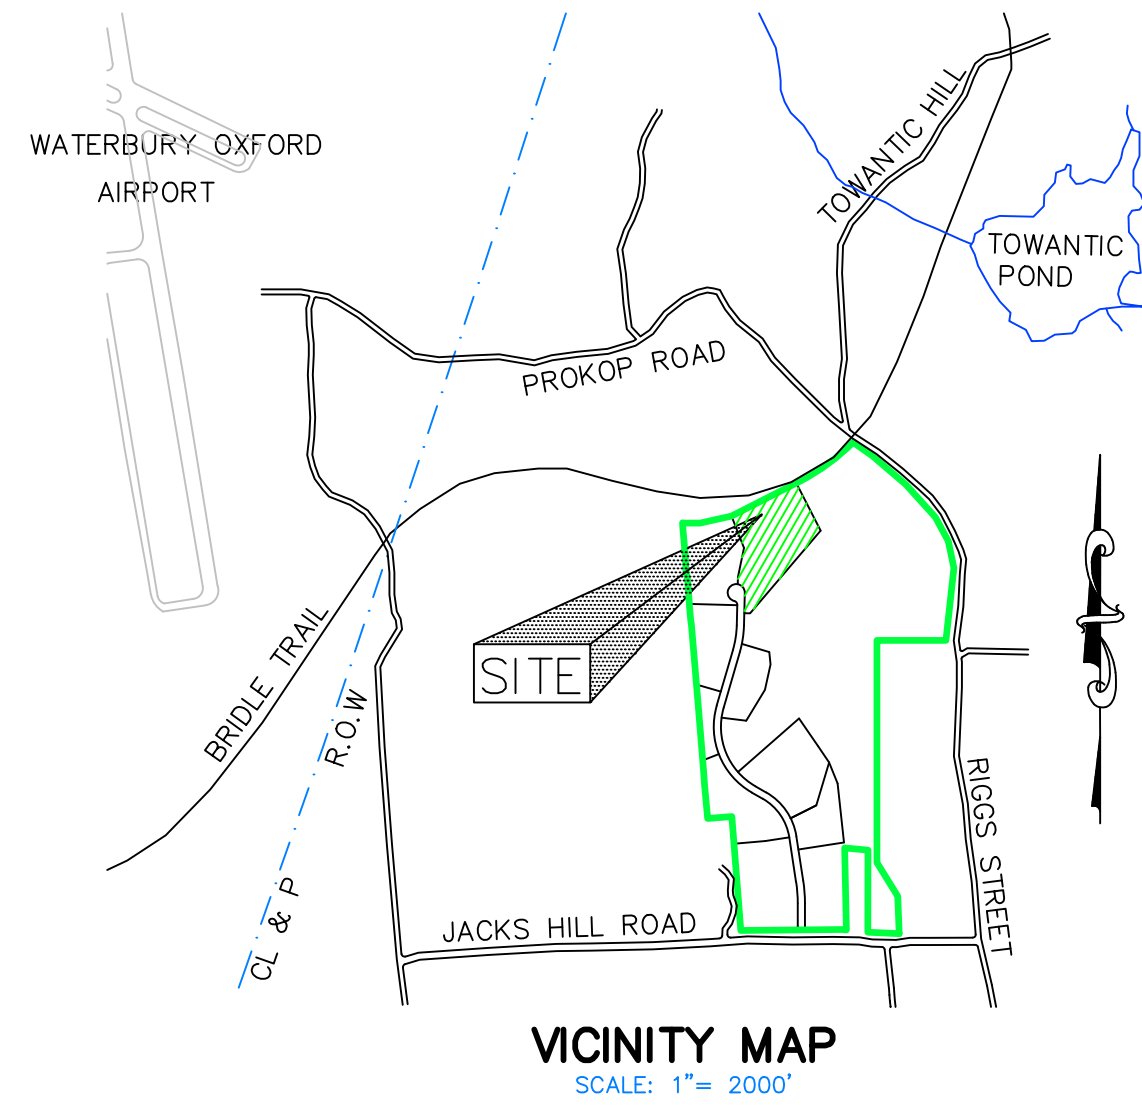 WATERBURY OXFORD
AIRPORT
TOWANTIC HILL
TOWANTIC
POND
PROKOP ROAD
SITE
BRIDLE TRAIL
R.O.W
CL & P
RIGGS STREET
JACKS HILL ROAD
VICINITY MAP
SCALE: 1"= 2000'